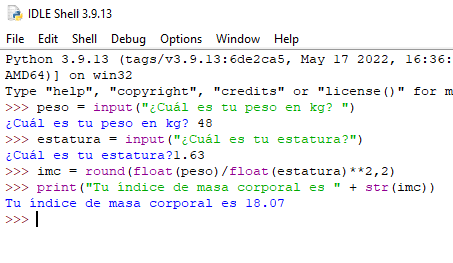 IDLE Shell 3.9.13
File Edit Shell Debug Options Window Help
Python 3.9.13 (tags/v3.9.13:6de2ca5, May 17 2022, 16:36:
AMD64)] on win32
Type "help", "copyright", "credits" or "license()" for m
>>> peso = input("¿Cuál es tu peso en kg? ")
¿Cuál es tu peso en kg? 48
>>> estatura = input("¿Cuál es tu estatura?")
¿Cuál es tu estatura?1.63
>>> imc = round(float(peso)/float(estatura)**2,2)
>>> print("Tu índice de masa corporal es " + str(imc))
Tu índice de masa corporal es 18.07
>>>